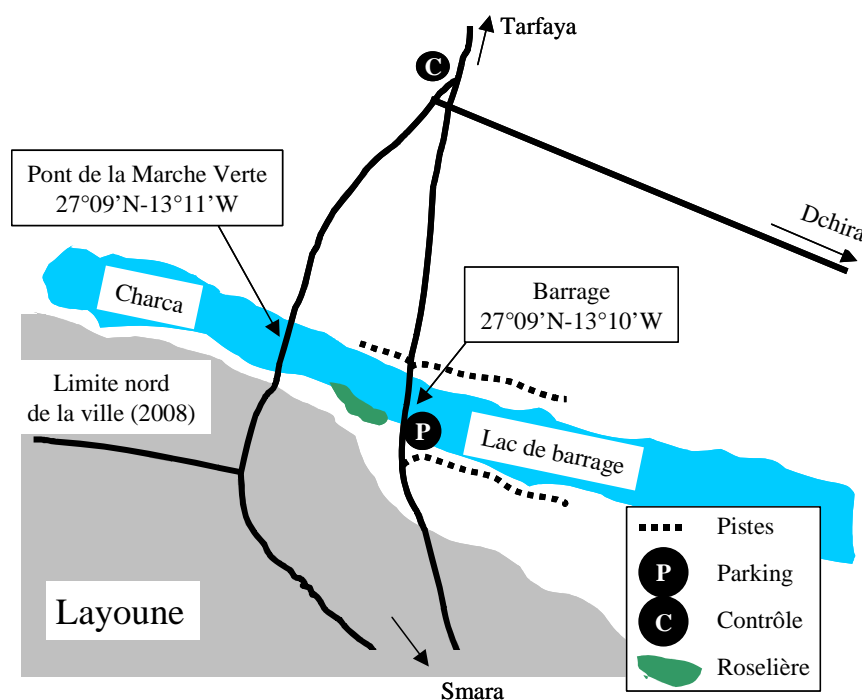 Tarfaya
C
Pont de la Marche Verte
27°09’N-13°11’W
Dchira
Charca
Barrage
27°09’N-13°10’W
Limite nord
de la ville (2008)
P
Lac de barrage
Pistes
P Parking
C Contrôle
Roselière
Layoune
Smara